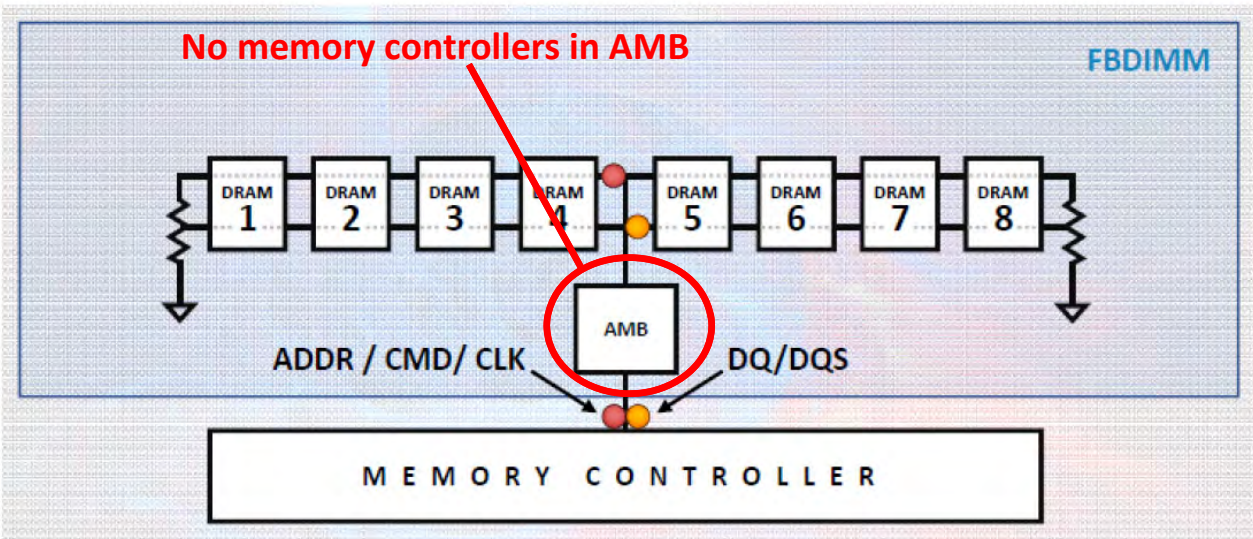 No memory controllers in AMB
FBDIMM
DRAM DRAM DRAM DRAM DRAM DRAM DRAM DRAM
1 2 3 4 5 6 7 8
AMB
ADDR / CMD/ CLK DQ/DQS
MEMORY CONTROLLER